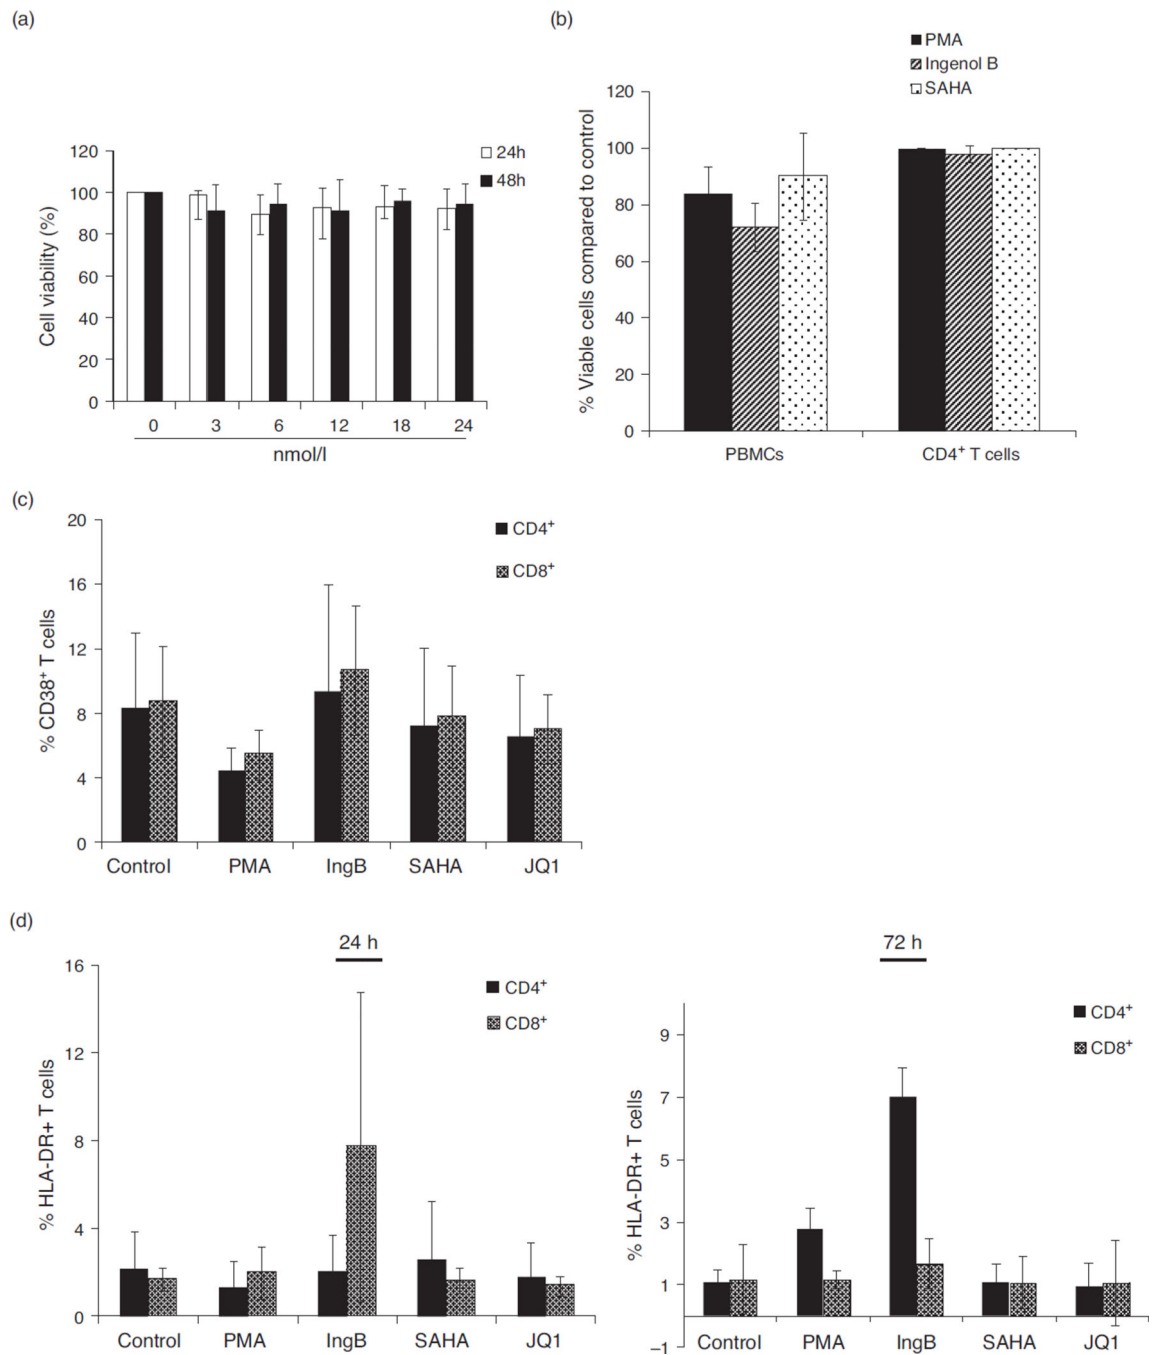 (a)
Cell viability (%)
120
100
80
60
40
20
0
24h
48h
0 3 6 12 18 24
nmol/l
(b)
PMA
Ingenol B
SAHA
% Viable cells compared to control
120
100
80
60
40
20
0
PBMCs CD4⁺ T cells
(c)
% CD38⁺ T cells
20
16
12
8
4
0
CD4⁺
CD8⁺
Control PMA IngB SAHA JQ1
(d)
24 h
% HLA-DR+ T cells
16
12
8
4
0
CD4⁺
CD8⁺
Control PMA IngB SAHA JQ1
72 h
% HLA-DR+ T cells
9
7
5
3
1
–1
CD4⁺
CD8⁺
Control PMA IngB SAHA JQ1